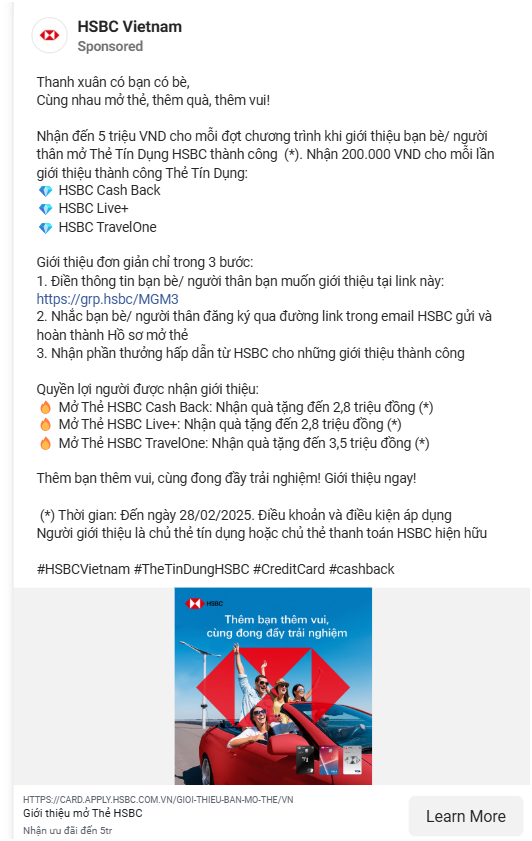 HSBC Vietnam
Sponsored
Thanh xuân có bạn có bè,
Cùng nhau mở thẻ, thêm quà, thêm vui!
Nhận đến 5 triệu VND cho mỗi đợt chương trình khi giới thiệu bạn bè/ người
thân mở Thẻ Tín Dụng HSBC thành công (*). Nhận 200.000 VND cho mỗi lần
giới thiệu thành công Thẻ Tín Dụng:
💎 HSBC Cash Back
💎 HSBC Live+
💎 HSBC TravelOne
Giới thiệu đơn giản chỉ trong 3 bước:
1. Điền thông tin bạn bè/ người thân bạn muốn giới thiệu tại link này:
https://grp.hsbc/MGM3
2. Nhắc bạn bè/ người thân đăng ký qua đường link trong email HSBC gửi và
hoàn thành Hồ sơ mở thẻ
3. Nhận phần thưởng hấp dẫn từ HSBC cho những giới thiệu thành công
Quyền lợi người được nhận giới thiệu:
🔥 Mở Thẻ HSBC Cash Back: Nhận quà tặng đến 2,8 triệu đồng (*)
🔥 Mở Thẻ HSBC Live+: Nhận quà tặng đến 2,8 triệu đồng (*)
🔥 Mở Thẻ HSBC TravelOne: Nhận quà tặng đến 3,5 triệu đồng (*)
Thêm bạn thêm vui, cùng đong đầy trải nghiệm! Giới thiệu ngay!
(*) Thời gian: Đến ngày 28/02/2025. Điều khoản và điều kiện áp dụng
Người giới thiệu là chủ thẻ tín dụng hoặc chủ thẻ thanh toán HSBC hiện hữu
#HSBCVietnam #TheTinDungHSBC #CreditCard #cashback
HSBC
Thêm bạn thêm vui,
cùng đong đầy trải nghiệm
HTTPS://CARD.APPLY.HSBC.COM.VN/GIOI-THIEU-BAN-MO-THE/VN
Giới thiệu mở Thẻ HSBC
Nhận ưu đãi đến 5tr
Learn More